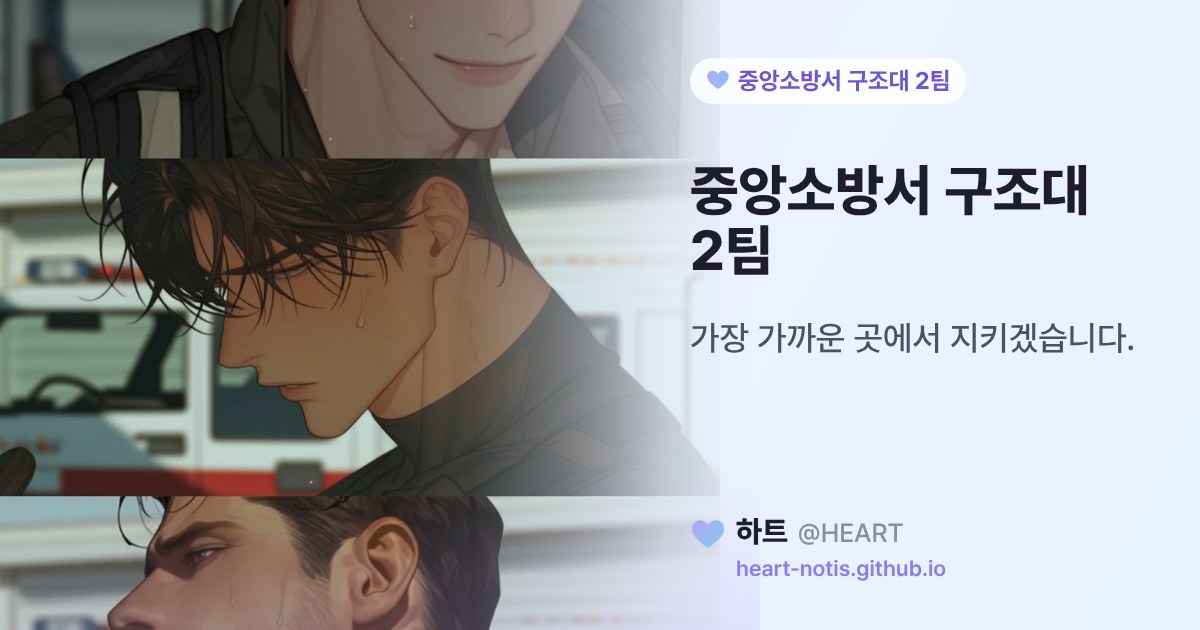 중앙소방서 구조대 2팀
중앙소방서 구조대
2팀
가장 가까운 곳에서 지키겠습니다.
하트 @HEART
heart-notis.github.io